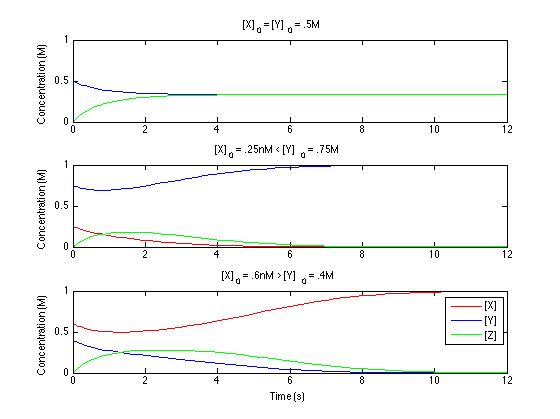 [X]₀ = [Y]₀ = .5M
1
0.5
0
Concentration (M)
0 2 4 6 8 10 12
[X]₀ = .25nM < [Y]₀ = .75M
1
0.5
0
Concentration (M)
0 2 4 6 8 10 12
[X]₀ = .6nM > [Y]₀ = .4M
1
0.5
0
Concentration (M)
[X]
[Y]
[Z]
0 2 4 6 8 10 12
Time (s)